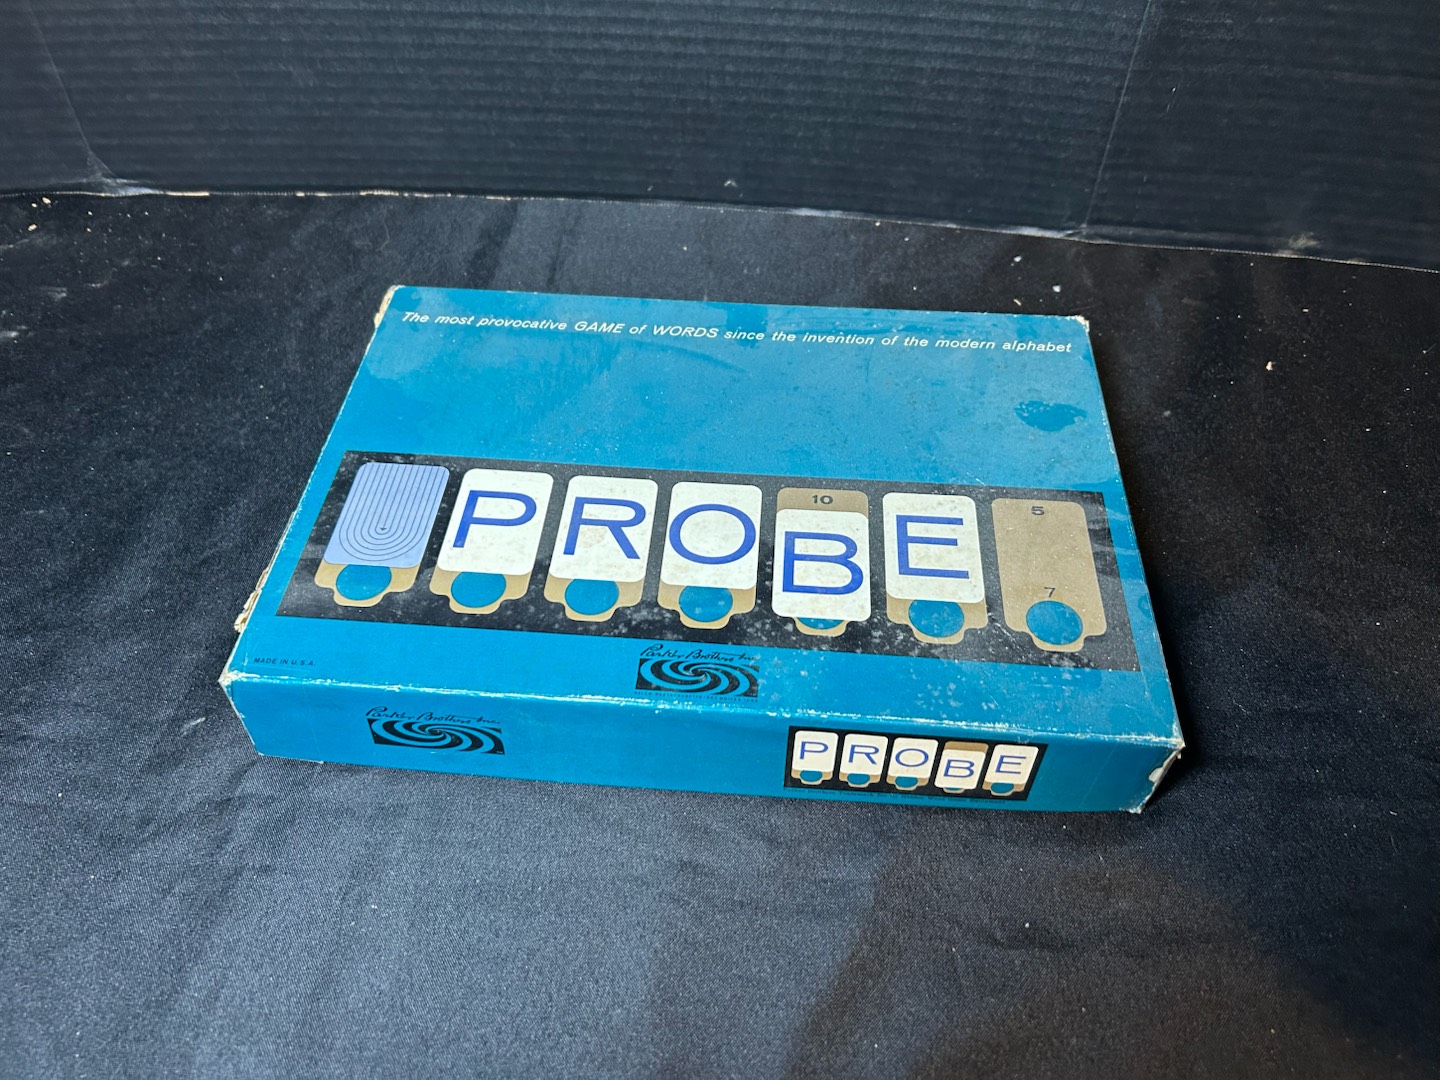 The most provocative GAME of WORDS since the invention of the modern alphabet
PROBE
10
5
7
MADE IN U.S.A.
Parker Brothers Inc.
Parker Brothers Inc.
PROBE